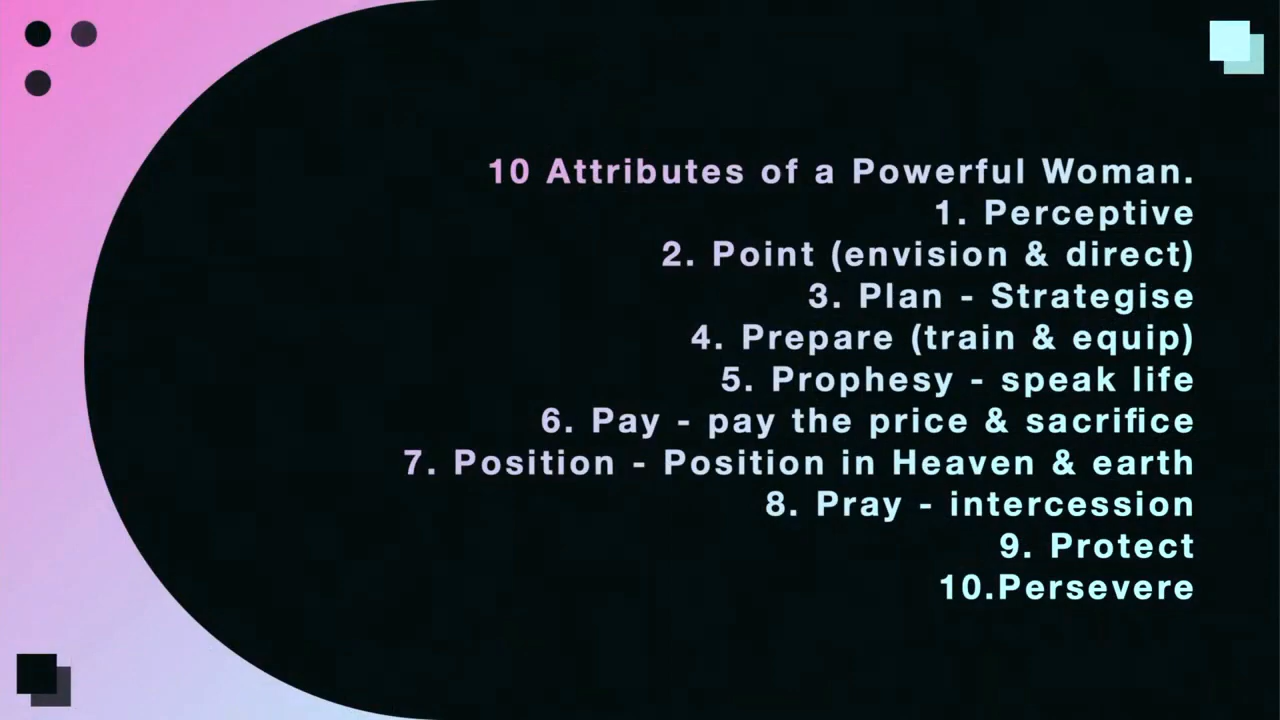 10 Attributes of a Powerful Woman.
1. Perceptive
2. Point (envision & direct)
3. Plan - Strategise
4. Prepare (train & equip)
5. Prophesy - speak life
6. Pay - pay the price & sacrifice
7. Position - Position in Heaven & earth
8. Pray - intercession
9. Protect
10.Persevere